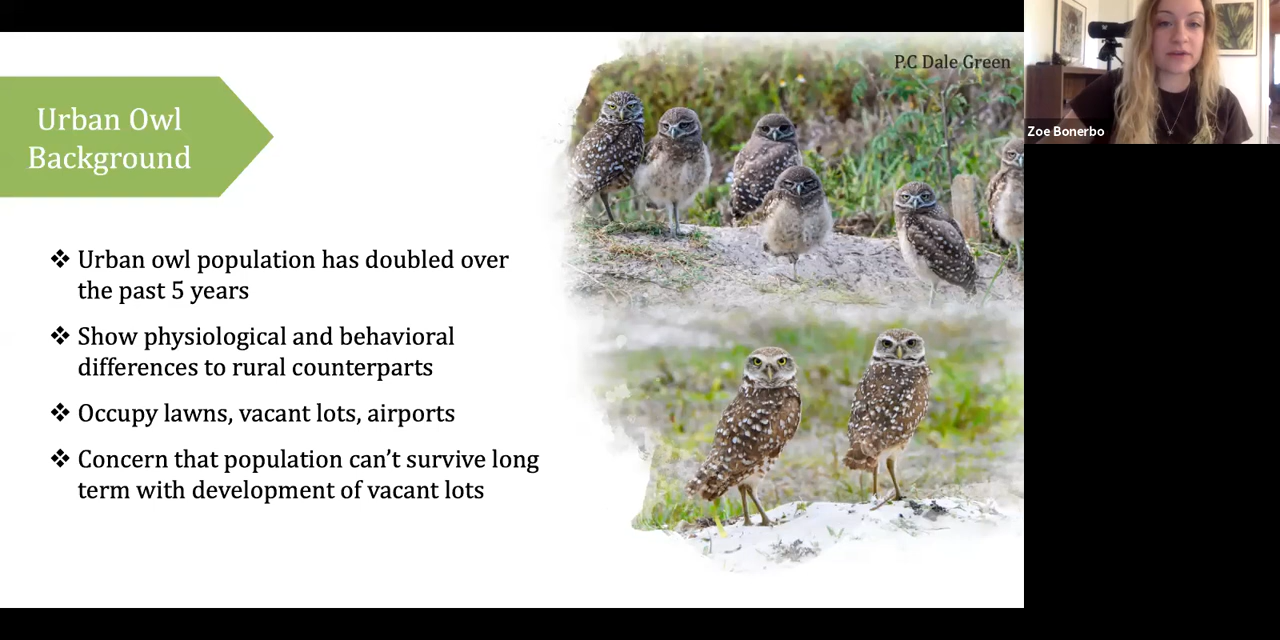 Urban Owl
Background
P.C Dale Green
Zoe Bonerbo
❖ Urban owl population has doubled over
the past 5 years
❖ Show physiological and behavioral
differences to rural counterparts
❖ Occupy lawns, vacant lots, airports
❖ Concern that population can’t survive long
term with development of vacant lots